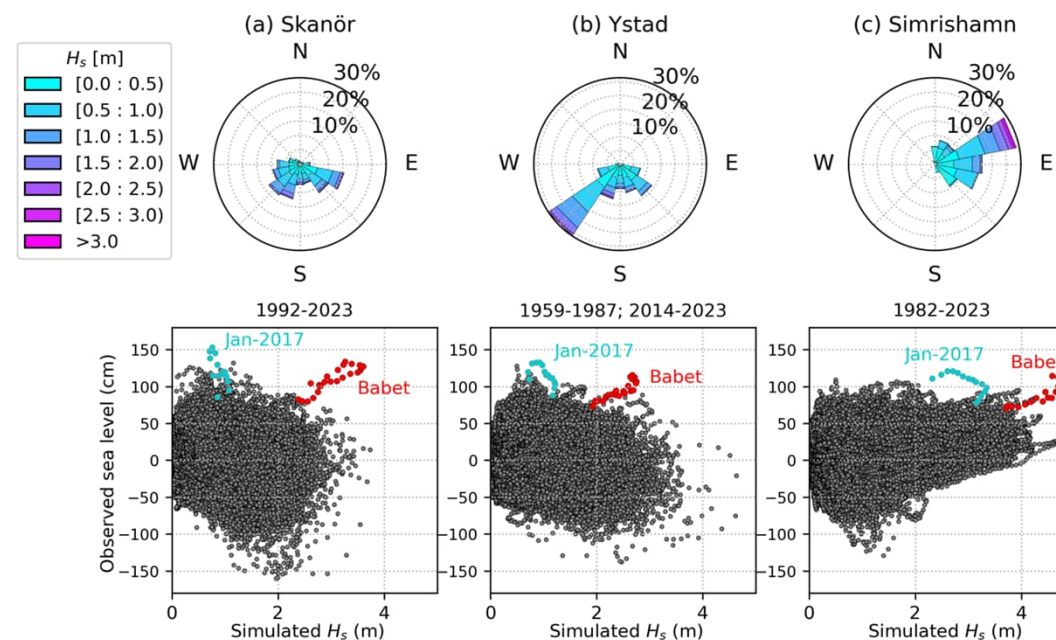 (a) Skanör
(b) Ystad
(c) Simrishamn
Hs [m]
[0.0 : 0.5)
[0.5 : 1.0)
[1.0 : 1.5)
[1.5 : 2.0)
[2.0 : 2.5)
[2.5 : 3.0)
>3.0
N
30%
20%
10%
W
E
S
N
30%
20%
10%
W
E
S
N
30%
20%
10%
W
E
S
1992-2023
1959-1987; 2014-2023
1982-2023
Observed sea level (cm)
150
100
50
0
−50
−100
−150
Jan-2017
Babet
0 2 4
Simulated Hs (m)
150
100
50
0
−50
−100
−150
Jan-2017
Babet
0 2 4
Simulated Hs (m)
150
100
50
0
−50
−100
−150
Jan-2017
Babe
0 2 4
Simulated Hs (m)